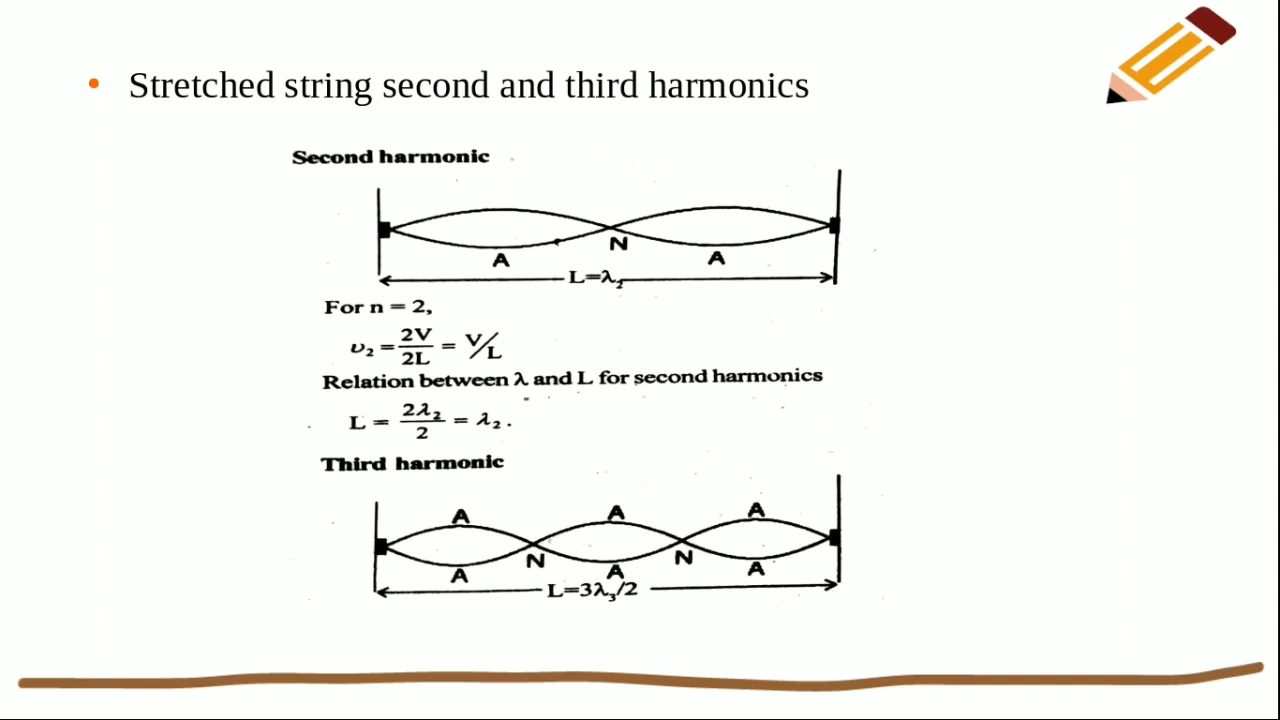 • Stretched string second and third harmonics
Second harmonic
N
A A
L=λ₂
For n = 2,
υ₂ = 2V/2L = V/L
Relation between λ and L for second harmonics
L = 2λ₂/2 = λ₂.
Third harmonic
A A A
N N
A A A
L=3λ₃/2